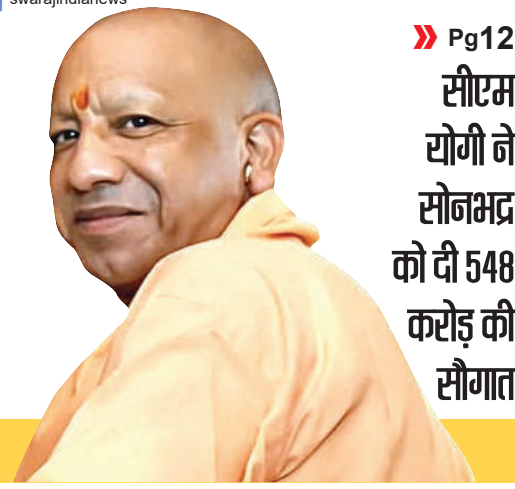 swarajindianews
Pg12
सीएम
योगी ने
सोनभद्र
को दी 548
करोड़ की
सौगात